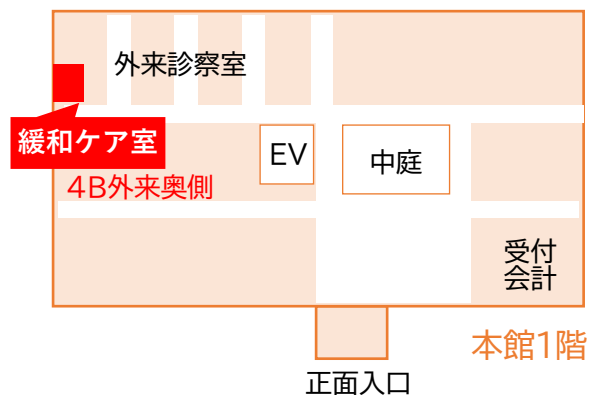 外来診察室
緩和ケア室
EV
中庭
4B外来奥側
受付
会計
本館1階
正面入口